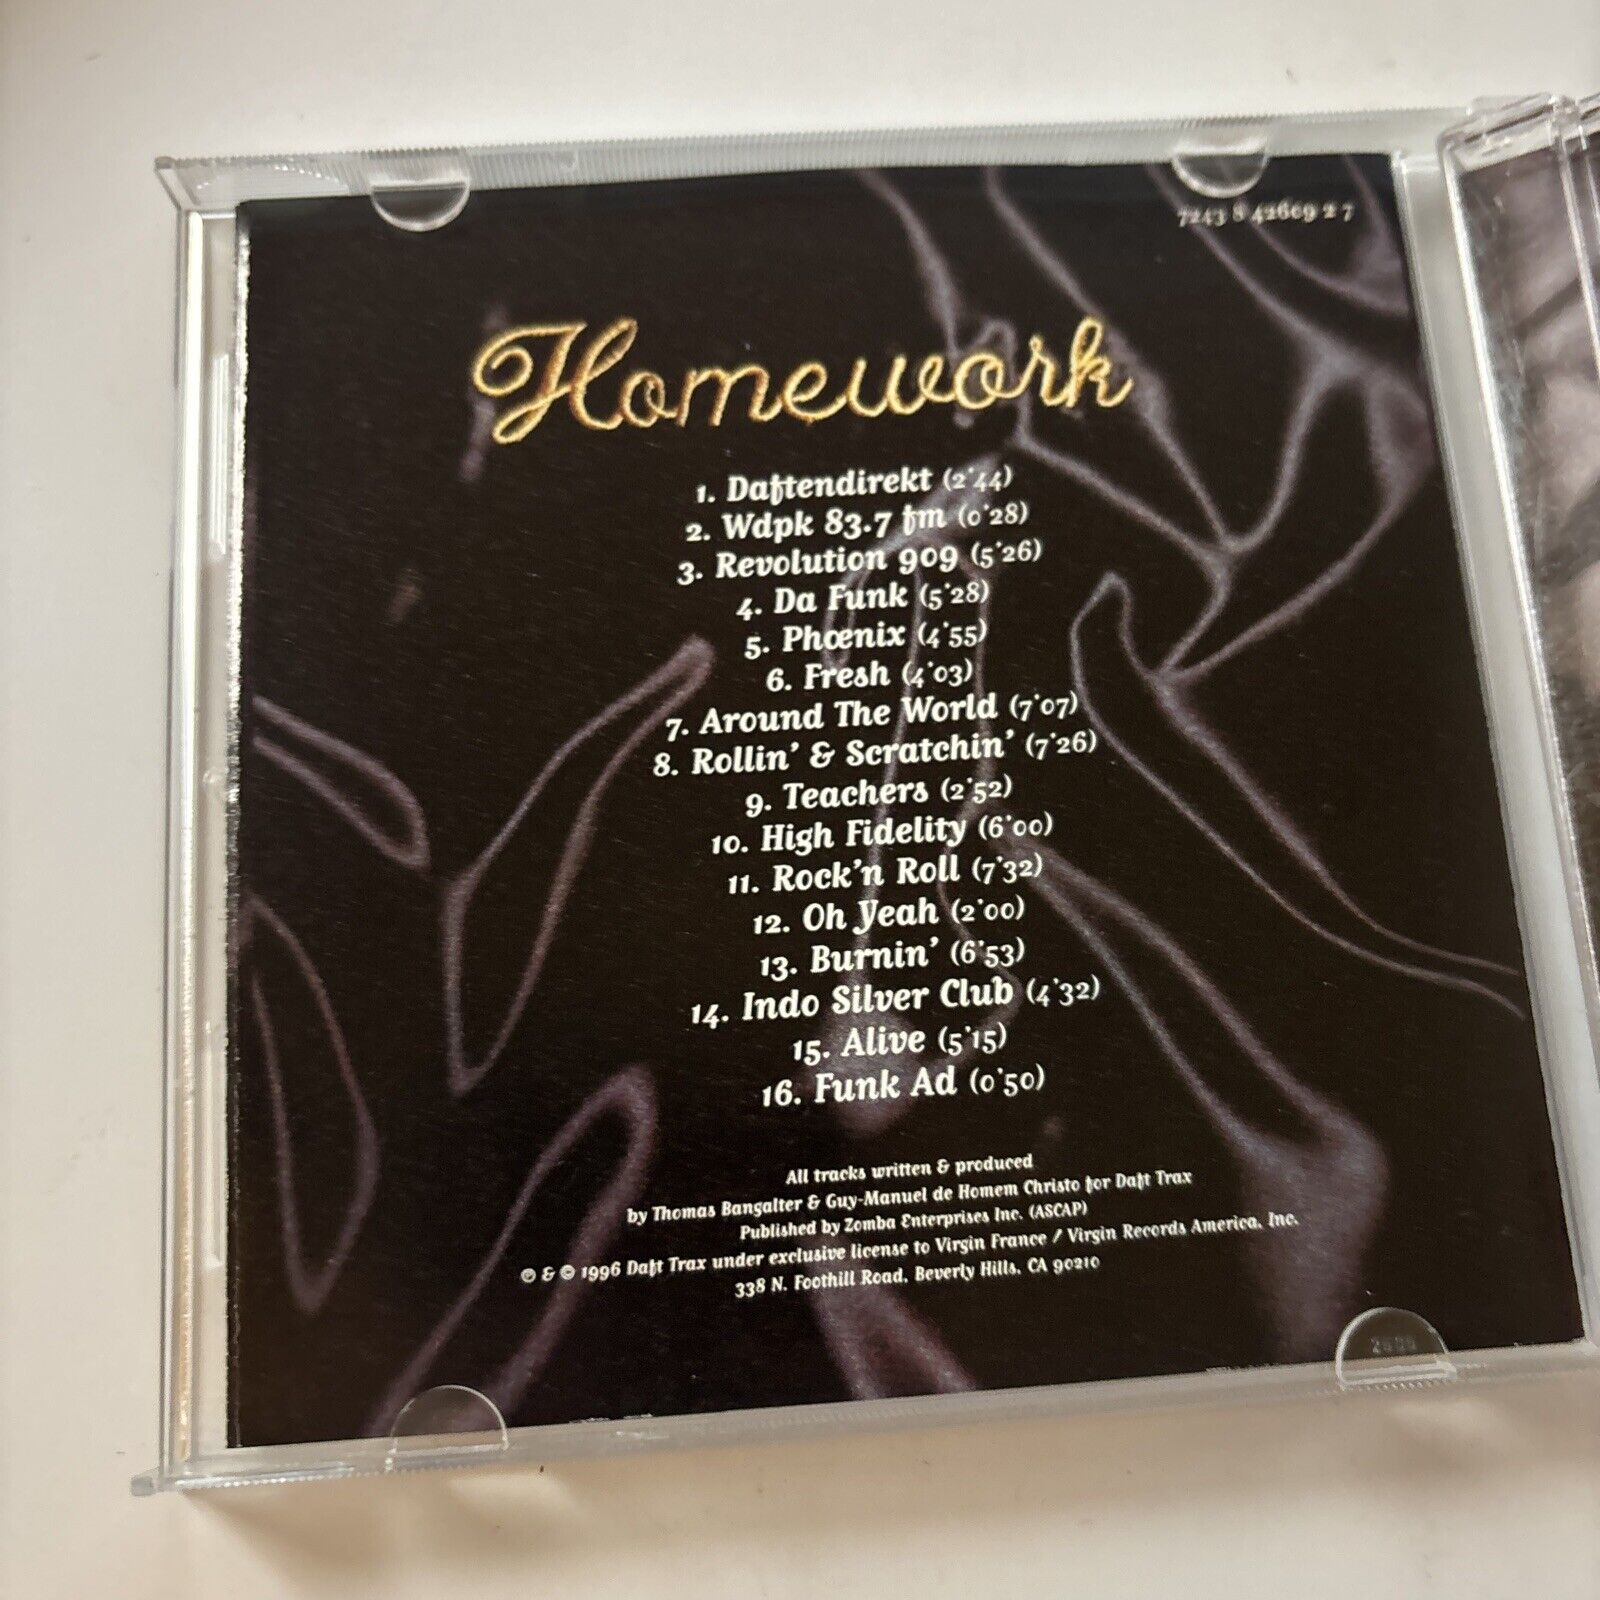 7243 8 42609 2 7
Homework
1. Daftendirekt (2'44)
2. Wdpk 83.7 fm (0'28)
3. Revolution 909 (5'26)
4. Da Funk (5'28)
5. Phœnix (4'55)
6. Fresh (4'03)
7. Around The World (7'07)
8. Rollin' & Scratchin' (7'26)
9. Teachers (2'52)
10. High Fidelity (6'00)
11. Rock'n Roll (7'32)
12. Oh Yeah (2'00)
13. Burnin' (6'53)
14. Indo Silver Club (4'32)
15. Alive (5'15)
16. Funk Ad (0'50)
All tracks written & produced
by Thomas Bangalter & Guy-Manuel de Homem Christo for Daft Trax
Published by Zomba Enterprises Inc. (ASCAP)
℗ & © 1996 Daft Trax under exclusive license to Virgin France / Virgin Records America, Inc.
338 N. Foothill Road, Beverly Hills, CA 90210